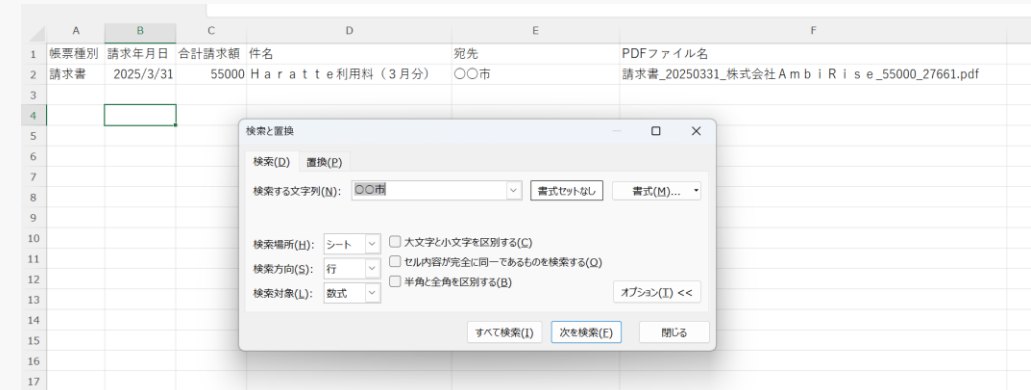 A B C D E F
1 帳票種別 請求年月日 合計請求額 件名 宛先 PDFファイル名
2 請求書 2025/3/31 55000 Ｈａｒａｔｔｅ利用料（３月分） 〇〇市 請求書_20250331_株式会社ＡｍｂｉＲｉｓｅ_55000_27661.pdf
3
4
5
6
7
8
9
10
11
12
13
14
15
16
17
検索と置換
検索(D) 置換(P)
検索する文字列(N): 〇〇市 書式セットなし 書式(M)...
検索場所(H): シート 大文字と小文字を区別する(C)
検索方向(S): 行 セル内容が完全に同一であるものを検索する(O)
検索対象(L): 数式 半角と全角を区別する(B)
オプション(T) <<
すべて検索(I) 次を検索(F) 閉じる